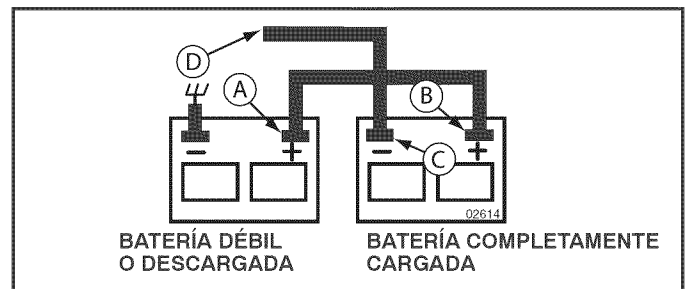 D
A
B
C
02614
BATERÍA DÉBIL
O DESCARGADA
BATERÍA COMPLETAMENTE
CARGADA